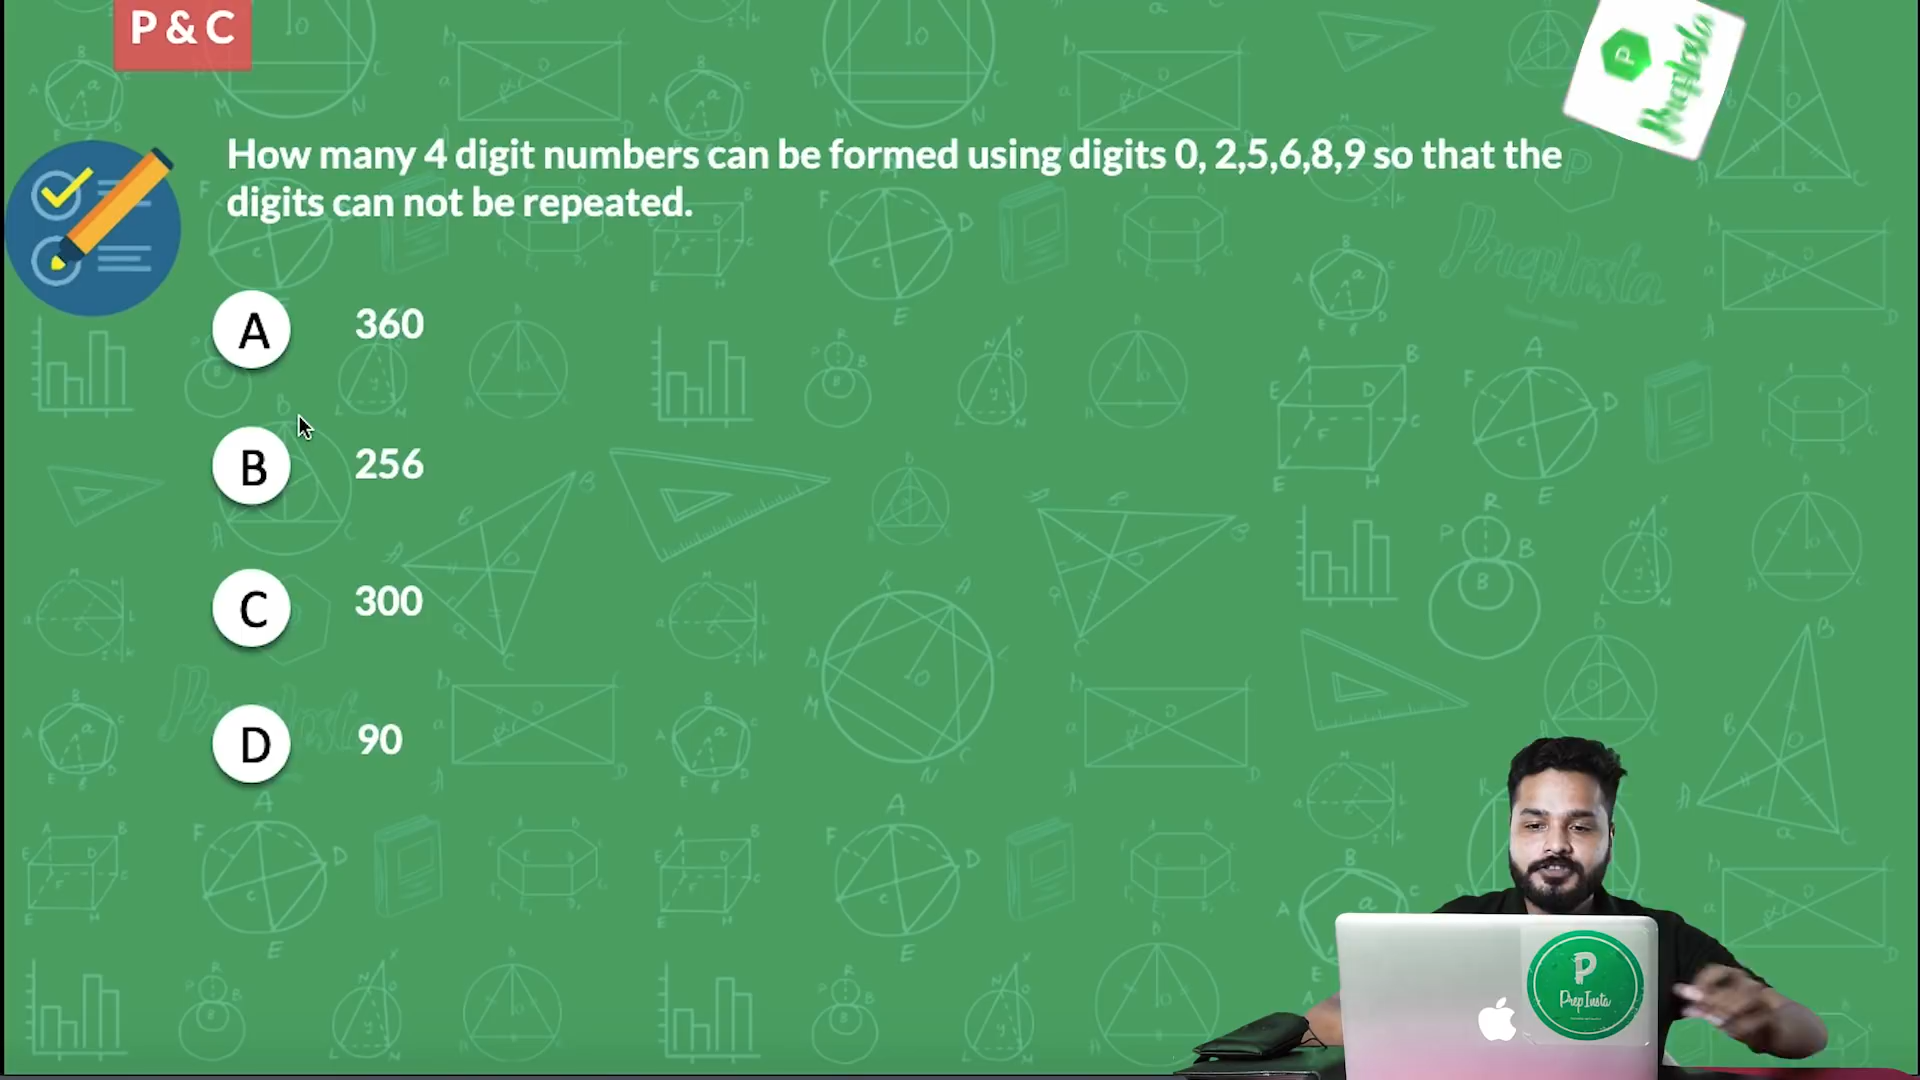 P & C
PrepInsta
How many 4 digit numbers can be formed using digits 0, 2,5,6,8,9 so that the
digits can not be repeated.
A 360
B 256
C 300
D 90
P
PrepInsta